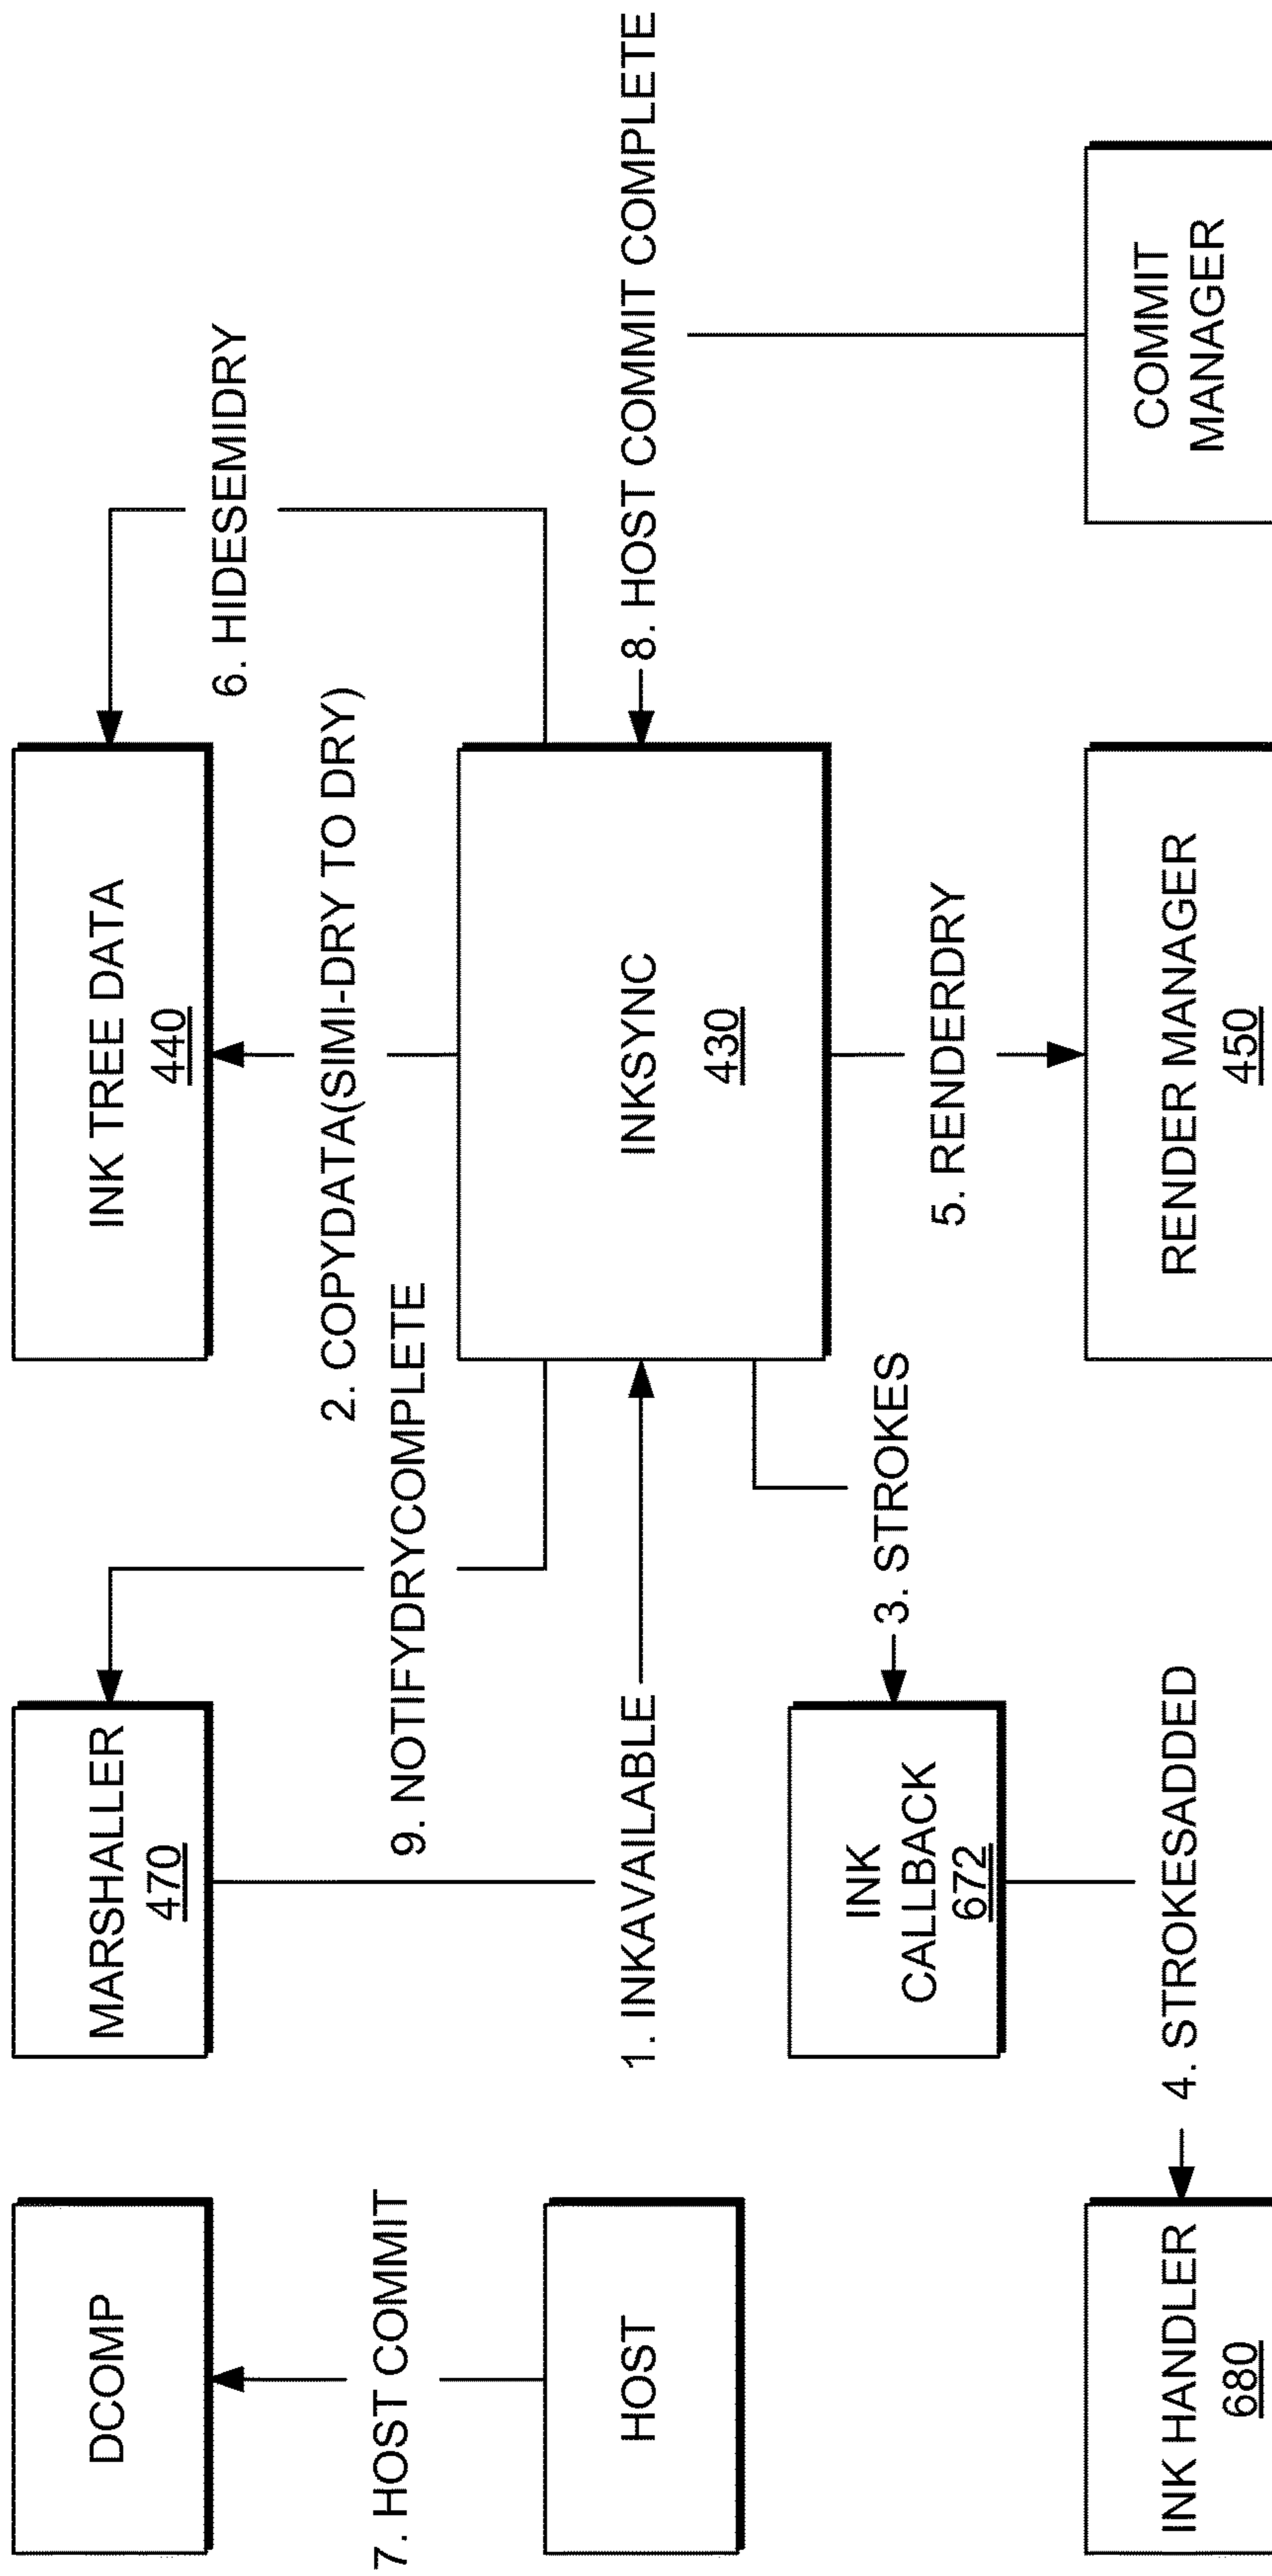 DCOMP
MARSHALLER
470
INK TREE DATA
440
6. HIDESEMIDRY
2. COPYDATA(SIMI-DRY TO DRY)
7. HOST COMMIT
9. NOTIFYDRYCOMPLETE
HOST
1. INKAVAILABLE
INKSYNC
430
8. HOST COMMIT COMPLETE
INK
CALLBACK
672
3. STROKES
5. RENDERDRY
INK HANDLER
680
4. STROKESADDED
RENDER MANAGER
450
COMMIT
MANAGER